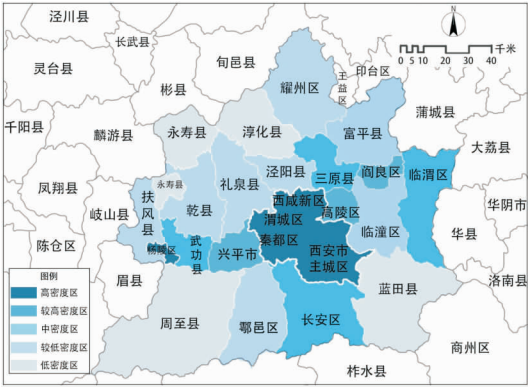 泾川县
长武县
灵台县
彬县
旬邑县
耀州区
王益区
印台区
N
千米
0 5 10 20 30 40
千阳县
麟游县
永寿县
淳化县
富平县
蒲城县
大荔县
凤翔县
岐山县
扶风县
永寿县
乾县
礼泉县
泾阳县
三原县
阎良区
临渭区
华阴市
西咸新区
渭城区
高陵区
秦都区
临潼区
华县
陈仓区
杨陵区
武功县
兴平市
西安市
主城区
眉县
蓝田县
洛南县
周至县
鄠邑区
长安区
商州区
柞水县
图例
高密度区
较高密度区
中密度区
较低密度区
低密度区